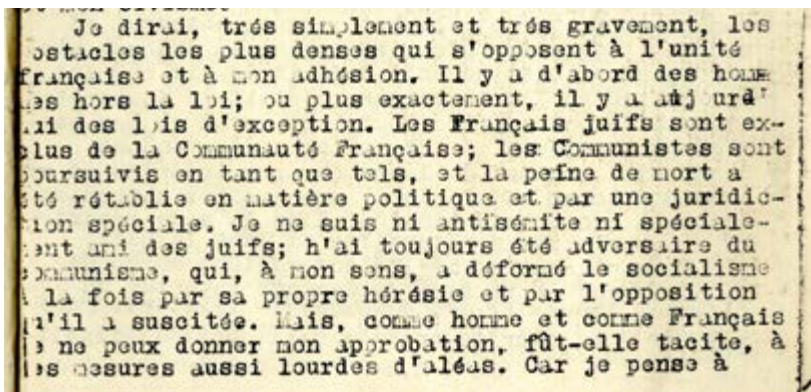 Je dirai, trés simplement et trés gravement, les
obstacles les plus denses qui s'opposent à l'unité
française et à mon adhésion. Il y a d'abord des hom
mes hors la loi; ou plus exactement, il y a aujourd'
ui des lois d'exception. Les Français juifs sont ex-
clus de la Communauté Française; les Communistes sont
poursuivis en tant que tels, et la peine de mort a
été rétablie en matière politique et par une juridic-
tion spéciale. Je ne suis ni antisémite ni spéciale-
ment ami des juifs; h'ai toujours été adversaire du
communisme, qui, à mon sens, a déformé le socialisme
à la fois par sa propre hérésie et par l'opposition
qu'il a suscitée. Mais, comme homme et comme Français
je ne peux donner mon approbation, fût-elle tacite, à
des mesures aussi lourdes d'aléas. Car je pense à